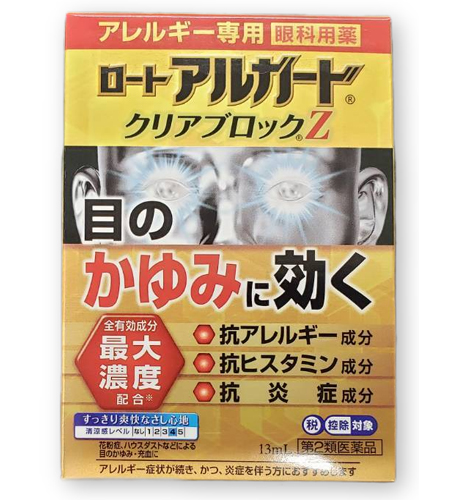 アレルギー専用 眼科用薬
ロートアルガード®
クリアブロック®Z
目の
かゆみに効く
全有効成分
最大
濃度
配合※
抗アレルギー成分
抗ヒスタミン成分
抗炎症成分
すっきり爽快なさし心地
清涼感レベル なし 1 2 3 4 5
花粉症、ハウスダストなどによる
目のかゆみ・充血に
税 控除 対象
13mL 第2類医薬品
アレルギー症状が続き、かつ、炎症を伴う方におすすめします